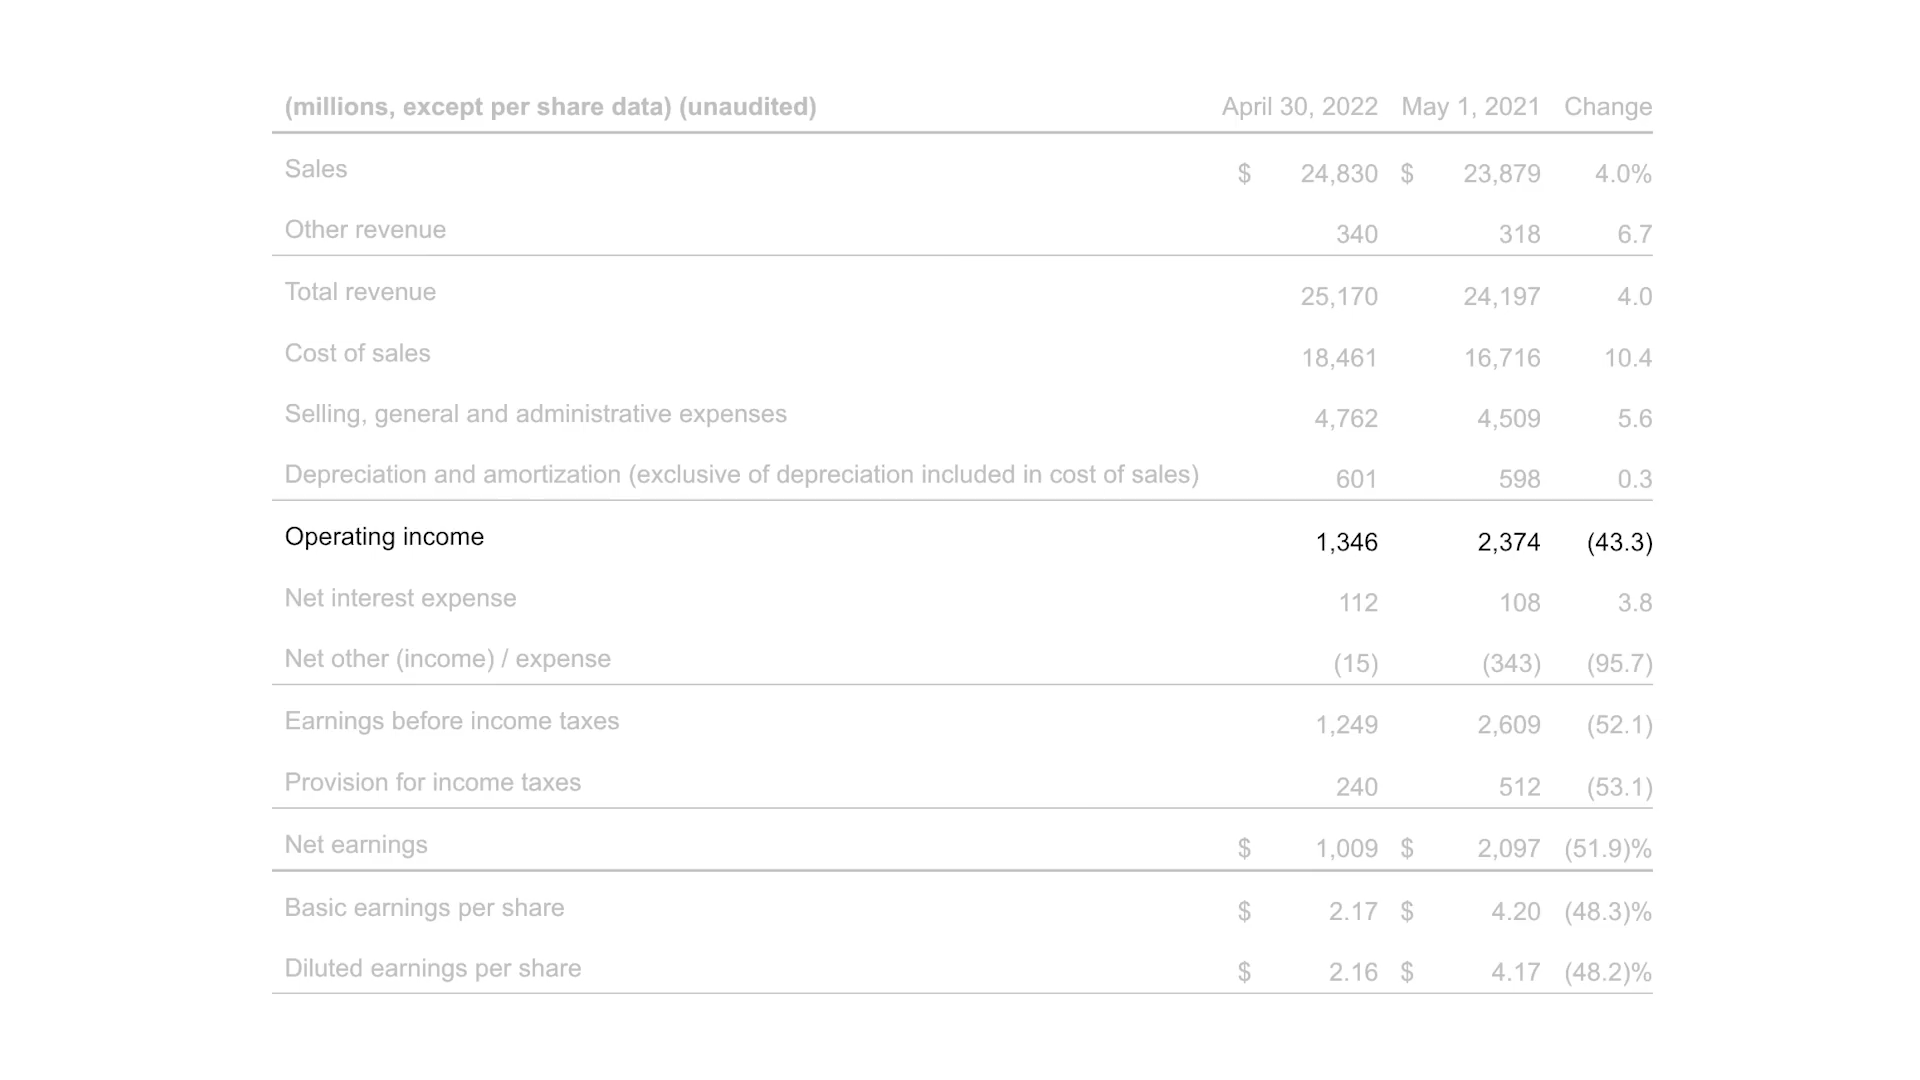 (millions, except per share data) (unaudited) April 30, 2022 May 1, 2021 Change
Sales $ 24,830 $ 23,879 4.0%
Other revenue 340 318 6.7
Total revenue 25,170 24,197 4.0
Cost of sales 18,461 16,716 10.4
Selling, general and administrative expenses 4,762 4,509 5.6
Depreciation and amortization (exclusive of depreciation included in cost of sales) 601 598 0.3
Operating income 1,346 2,374 (43.3)
Net interest expense 112 108 3.8
Net other (income) / expense (15) (343) (95.7)
Earnings before income taxes 1,249 2,609 (52.1)
Provision for income taxes 240 512 (53.1)
Net earnings $ 1,009 $ 2,097 (51.9)%
Basic earnings per share $ 2.17 $ 4.20 (48.3)%
Diluted earnings per share $ 2.16 $ 4.17 (48.2)%